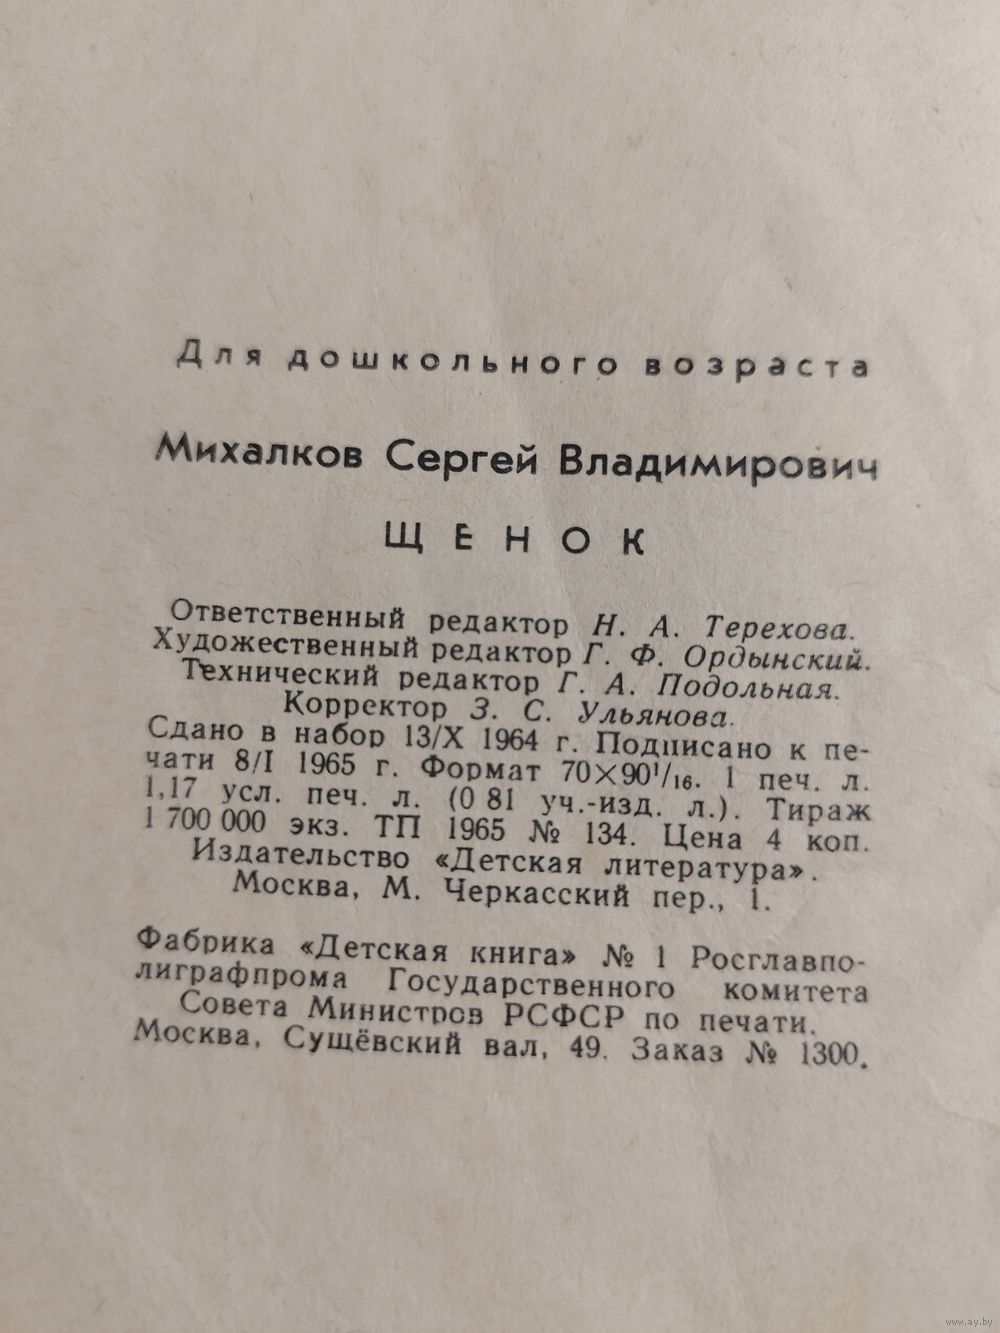 Для дошкольного возраста
Михалков Сергей Владимирович
ЩЕНОК
Ответственный редактор Н. А. Терехова.
Художественный редактор Г. Ф. Ордынский.
Технический редактор Г. А. Подольная.
Корректор З. С. Ульянова.
Сдано в набор 13/X 1964 г. Подписано к пе-
чати 8/I 1965 г. Формат 70×90¹/₁₆. 1 печ. л.
1,17 усл. печ. л. (0 81 уч.-изд. л.). Тираж
1 700 000 экз. ТП 1965 № 134. Цена 4 коп.
Издательство «Детская литература».
Москва, М. Черкасский пер., 1.
Фабрика «Детская книга» № 1 Росглавпо-
лиграфпрома Государственного комитета
Совета Министров РСФСР по печати.
Москва, Сущёвский вал, 49. Заказ № 1300.
www.ay.by